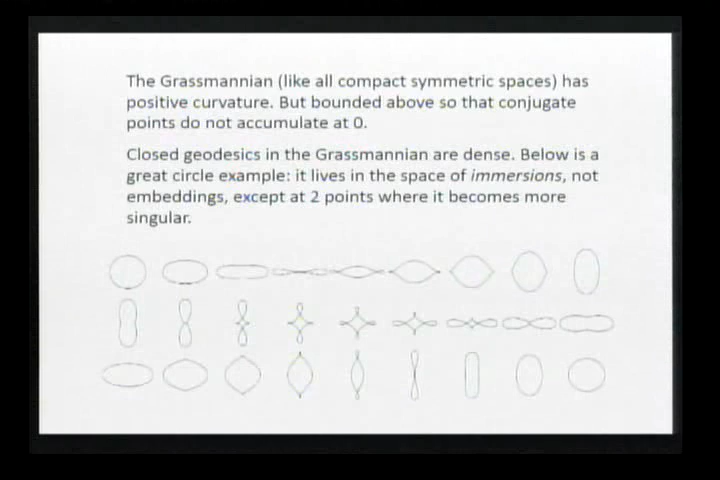 The Grassmannian (like all compact symmetric spaces) has
positive curvature. But bounded above so that conjugate
points do not accumulate at 0.
Closed geodesics in the Grassmannian are dense. Below is a
great circle example: it lives in the space of immersions, not
embeddings, except at 2 points where it becomes more
singular.